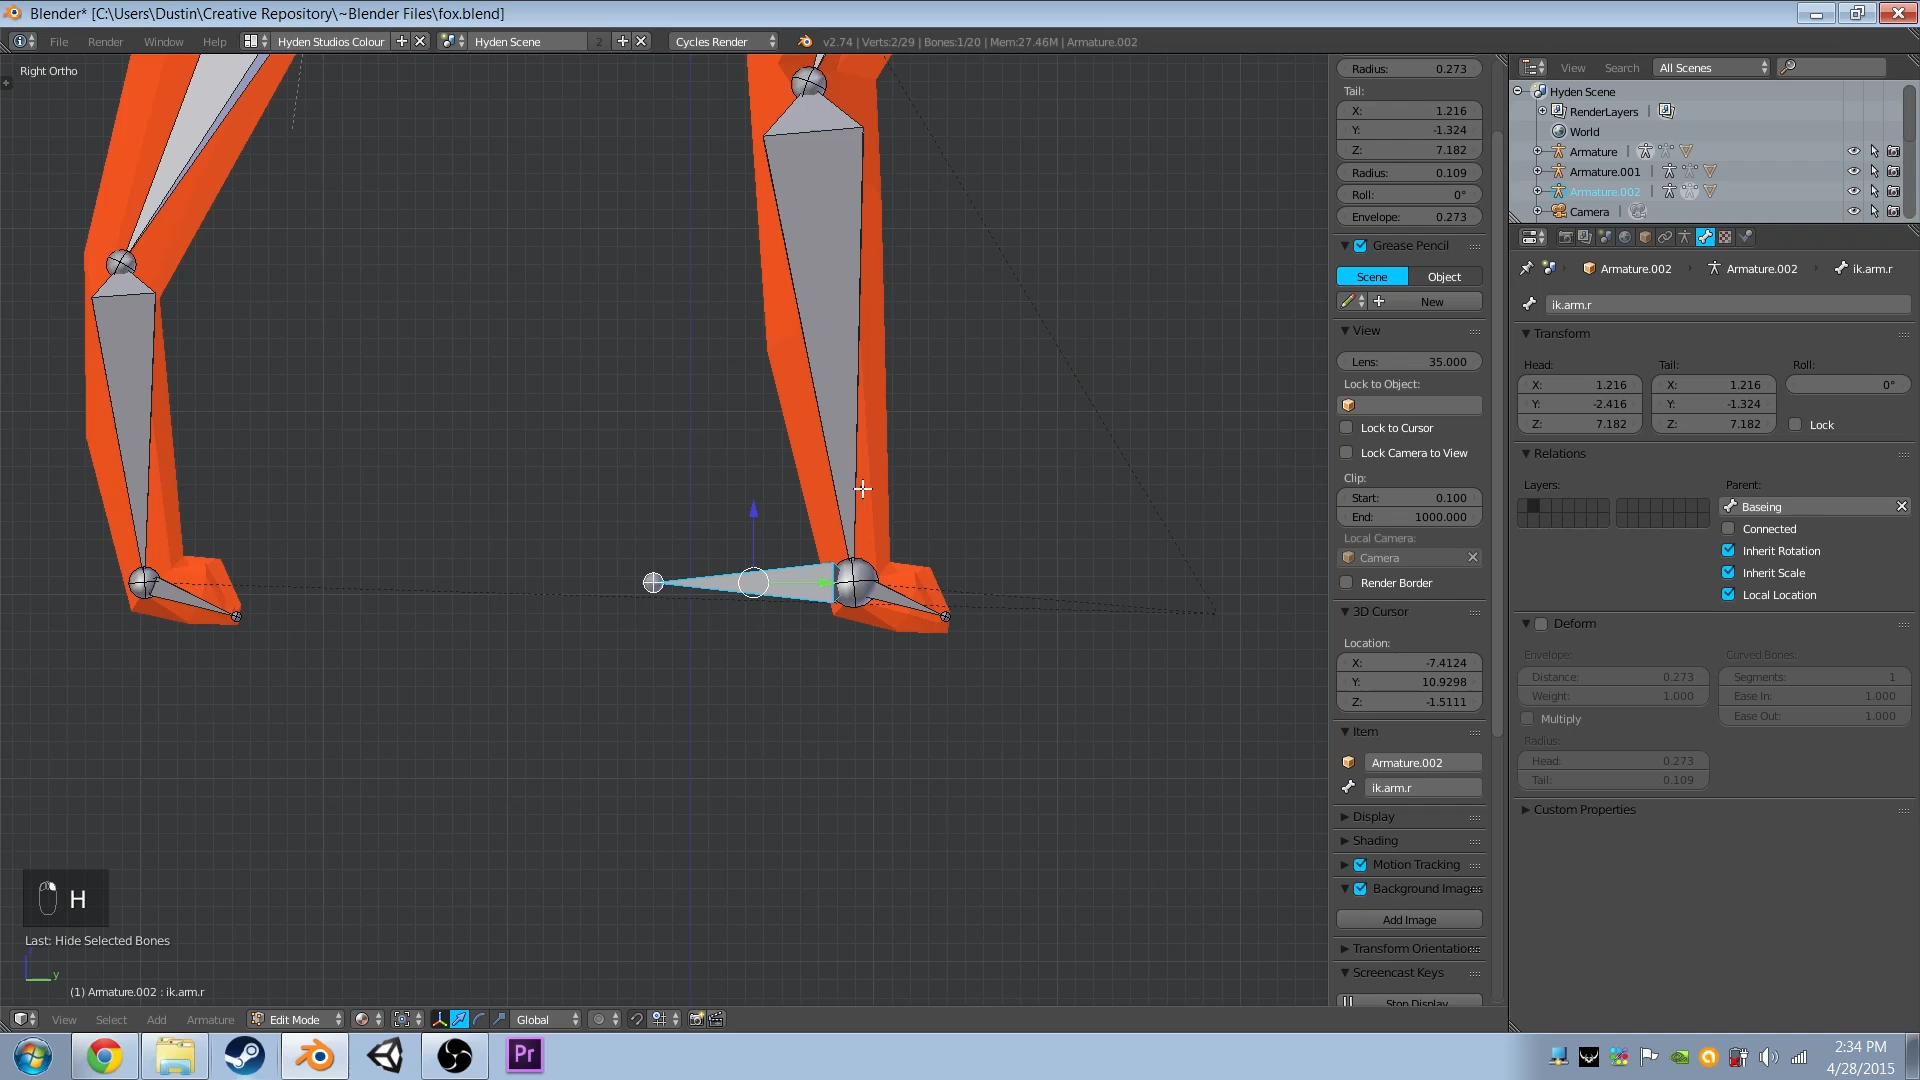 Blender* [C:\Users\Dustin\Creative Repository\~Blender Files\fox.blend]
File Render Window Help Hyden Studios Colour Hyden Scene 2 Cycles Render v2.74 | Verts:2/29 | Bones:1/20 | Mem:27.46M | Armature.002
Right Ortho
Radius: 0.273
Tail:
X: 1.216
Y: -1.324
Z: 7.182
Radius: 0.109
Roll: 0°
Envelope: 0.273
Grease Pencil
Scene Object
New
View
Lens: 35.000
Lock to Object:
Lock to Cursor
Lock Camera to View
Clip:
Start: 0.100
End: 1000.000
Local Camera:
Camera
Render Border
3D Cursor
Location:
X: -7.4124
Y: 10.9298
Z: -1.5111
Item
Armature.002
ik.arm.r
Display
Shading
Motion Tracking
Background Images
Add Image
Transform Orientations
Screencast Keys
Stop Display
View Search All Scenes
Hyden Scene
RenderLayers
World
Armature
Armature.001
Armature.002
Camera
Armature.002 Armature.002 ik.arm.r
ik.arm.r
Transform
Head: Tail: Roll:
X: 1.216 X: 1.216 0°
Y: -2.416 Y: -1.324
Z: 7.182 Z: 7.182 Lock
Relations
Layers: Parent:
Baseing
Connected
Inherit Rotation
Inherit Scale
Local Location
Deform
Envelope: Curved Bones:
Distance: 0.273 Segments: 1
Weight: 1.000 Ease In: 1.000
Multiply Ease Out: 1.000
Radius:
Head: 0.273
Tail: 0.109
Custom Properties
H
Last: Hide Selected Bones
y
(1) Armature.002 : ik.arm.r
View Select Add Armature Edit Mode Global
Pr
2:34 PM
4/28/2015